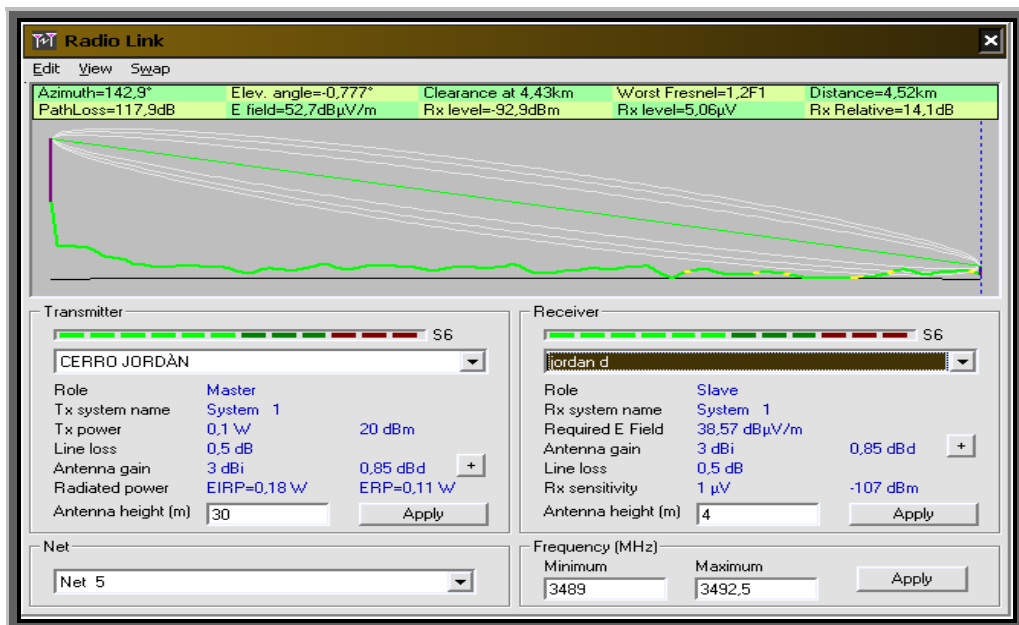 Radio Link
Edit View Swap
Azimuth=142,9° Elev. angle=-0,777° Clearance at 4,43km Worst Fresnel=1,2F1 Distance=4,52km
PathLoss=117,9dB E field=52,7dBµV/m Rx level=-92,9dBm Rx level=5,06µV Rx Relative=14,1dB
Transmitter
S6
CERRO JORDÀN
Role Master
Tx system name System 1
Tx power 0,1 W 20 dBm
Line loss 0,5 dB
Antenna gain 3 dBi 0,85 dBd +
Radiated power EIRP=0,18 W ERP=0,11 W
Antenna height (m) 30 Apply
Receiver
S6
jordan d
Role Slave
Rx system name System 1
Required E Field 38,57 dBµV/m
Antenna gain 3 dBi 0,85 dBd +
Line loss 0,5 dB
Rx sensitivity 1 µV -107 dBm
Antenna height (m) 4 Apply
Net
Net 5
Frequency (MHz)
Minimum Maximum
3489 3492,5 Apply